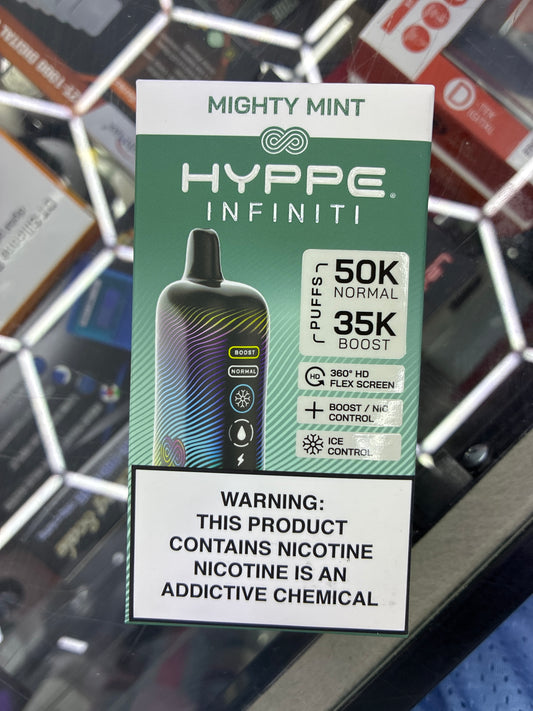 MIGHTY MINT
HYPPE®
INFINITI
PUFFS
50K
NORMAL
35K
BOOST
BOOST
NORMAL
HD
360° HD
FLEX SCREEN
BOOST / NIC
CONTROL
ICE
CONTROL
WARNING:
THIS PRODUCT
CONTAINS NICOTINE
NICOTINE IS AN
ADDICTIVE CHEMICAL